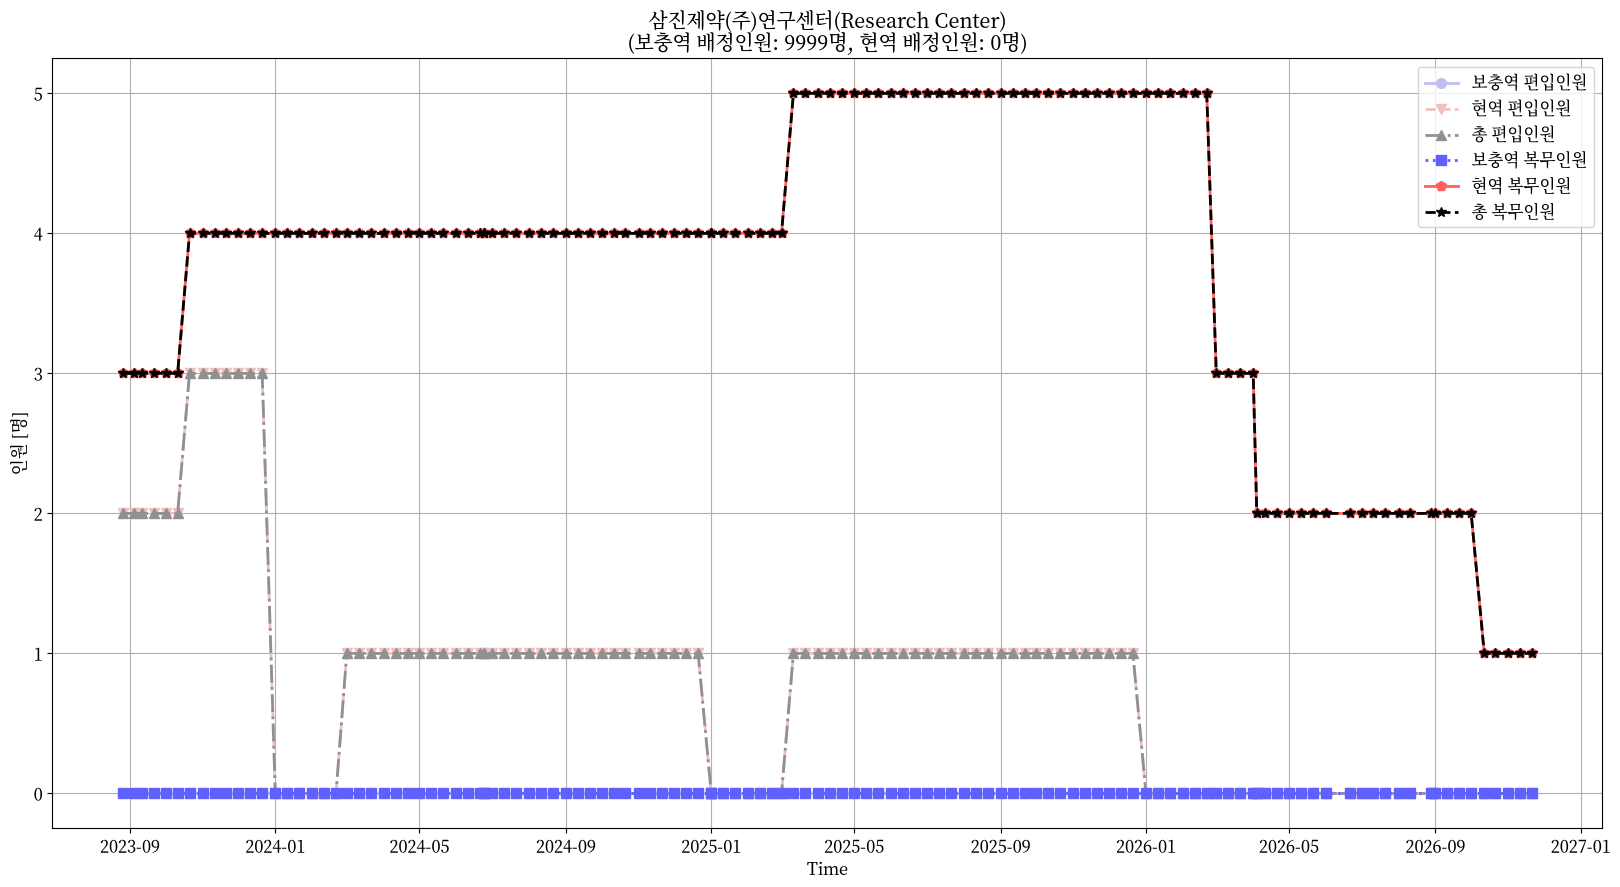 삼진제약(주)연구센터(Research Center)
(보충역 배정인원: 9999명, 현역 배정인원: 0명)
보충역 편입인원
현역 편입인원
총 편입인원
보충역 복무인원
현역 복무인원
총 복무인원
인원 [명]
5
4
3
2
1
0
2023-09
2024-01
2024-05
2024-09
2025-01
2025-05
2025-09
2026-01
2026-05
2026-09
2027-01
Time